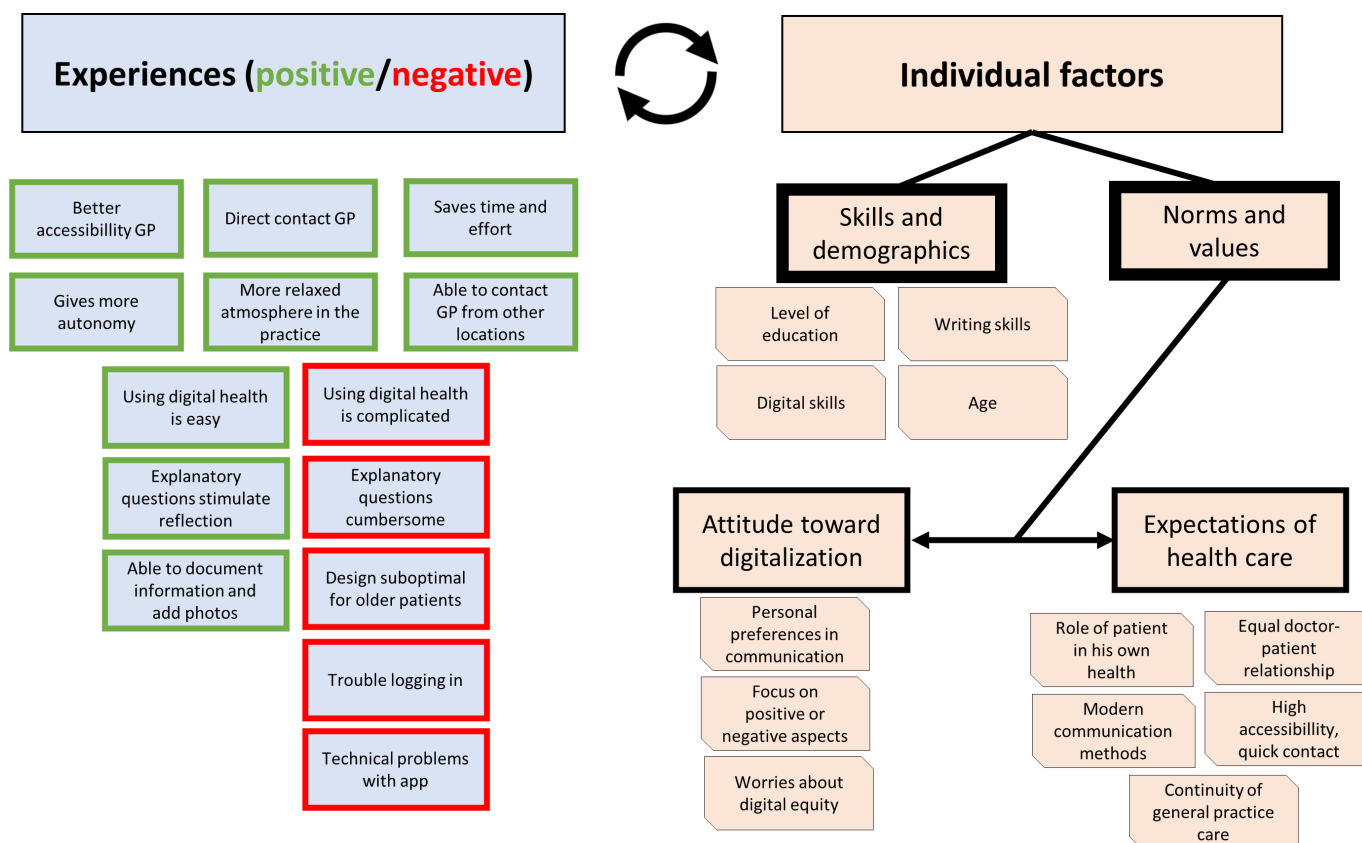 Experiences (positive/negative)
Individual factors
Better
accessibillity GP
Direct contact GP
Saves time and
effort
Gives more
autonomy
More relaxed
atmosphere in the
practice
Able to contact
GP from other
locations
Using digital health
is easy
Using digital health
is complicated
Explanatory
questions stimulate
reflection
Explanatory
questions
cumbersome
Able to document
information and
add photos
Design suboptimal
for older patients
Trouble logging in
Technical problems
with app
Skills and
demographics
Norms and
values
Level of
education
Writing skills
Digital skills
Age
Attitude toward
digitalization
Expectations of
health care
Personal
preferences in
communication
Focus on
positive or
negative aspects
Worries about
digital equity
Role of patient
in his own
health
Equal doctor-
patient
relationship
Modern
communication
methods
High
accessibillity,
quick contact
Continuity of
general practice
care